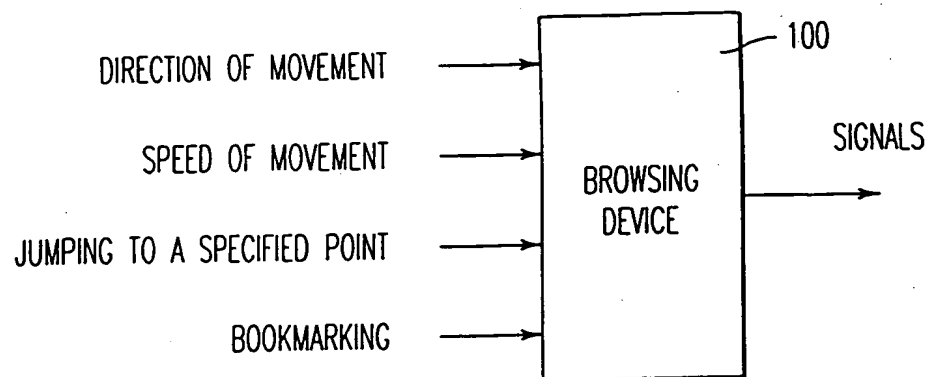 100
DIRECTION OF MOVEMENT
SIGNALS
SPEED OF MOVEMENT
BROWSING
DEVICE
JUMPING TO A SPECIFIED POINT
BOOKMARKING